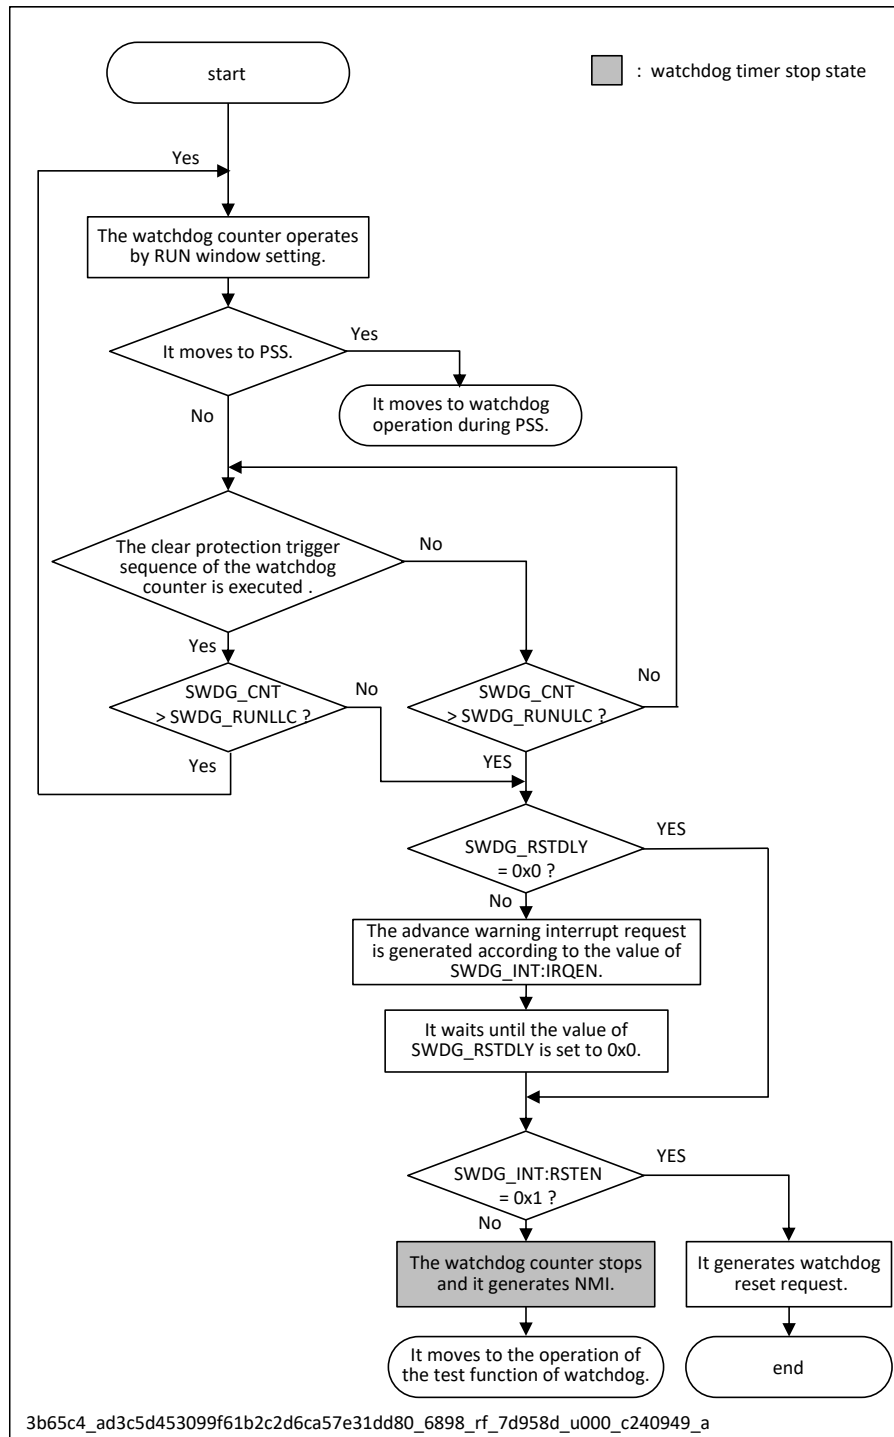 start
: watchdog timer stop state
Yes
The watchdog counter operates
by RUN window setting.
It moves to PSS.
Yes
No
It moves to watchdog
operation during PSS.
The clear protection trigger
sequence of the watchdog
counter is executed .
No
Yes
SWDG_CNT
> SWDG_RUNLLC ?
No
Yes
SWDG_CNT
> SWDG_RUNULC ?
No
YES
SWDG_RSTDLY
= 0x0 ?
YES
No
The advance warning interrupt request
is generated according to the value of
SWDG_INT:IRQEN.
It waits until the value of
SWDG_RSTDLY is set to 0x0.
SWDG_INT:RSTEN
= 0x1 ?
YES
No
The watchdog counter stops
and it generates NMI.
It generates watchdog
reset request.
It moves to the operation of
the test function of watchdog.
end
3b65c4_ad3c5d453099f61b2c2d6ca57e31dd80_6898_rf_7d958d_u000_c240949_a